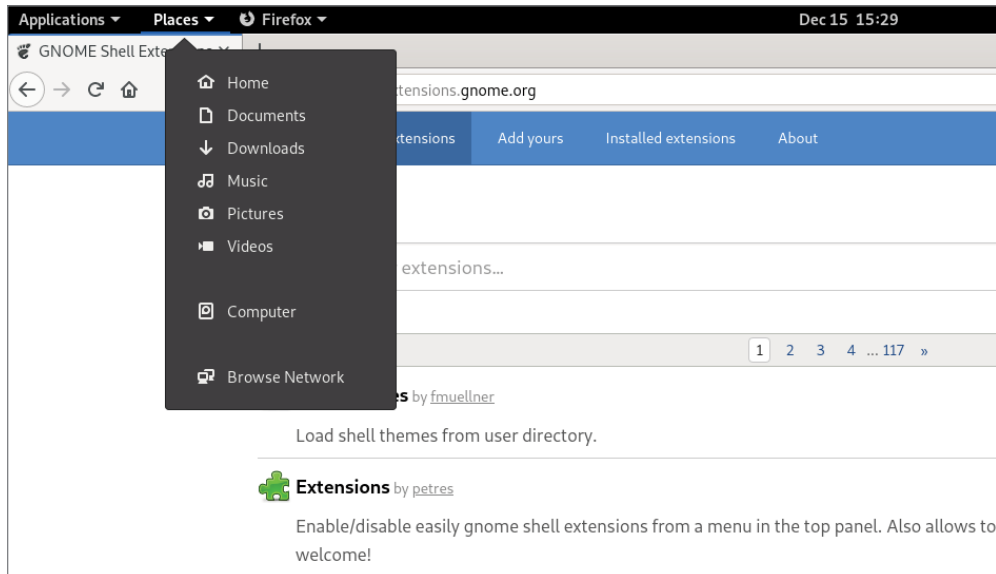 Applications Places Firefox Dec 15 15:29
GNOME Shell Exte
tensions.gnome.org
Home
Documents
Downloads
Music
Pictures
Videos
Computer
Browse Network
xtensions Add yours Installed extensions About
extensions...
1 2 3 4 ... 117 »
es by fmuellner
Load shell themes from user directory.
Extensions by petres
Enable/disable easily gnome shell extensions from a menu in the top panel. Also allows to
welcome!